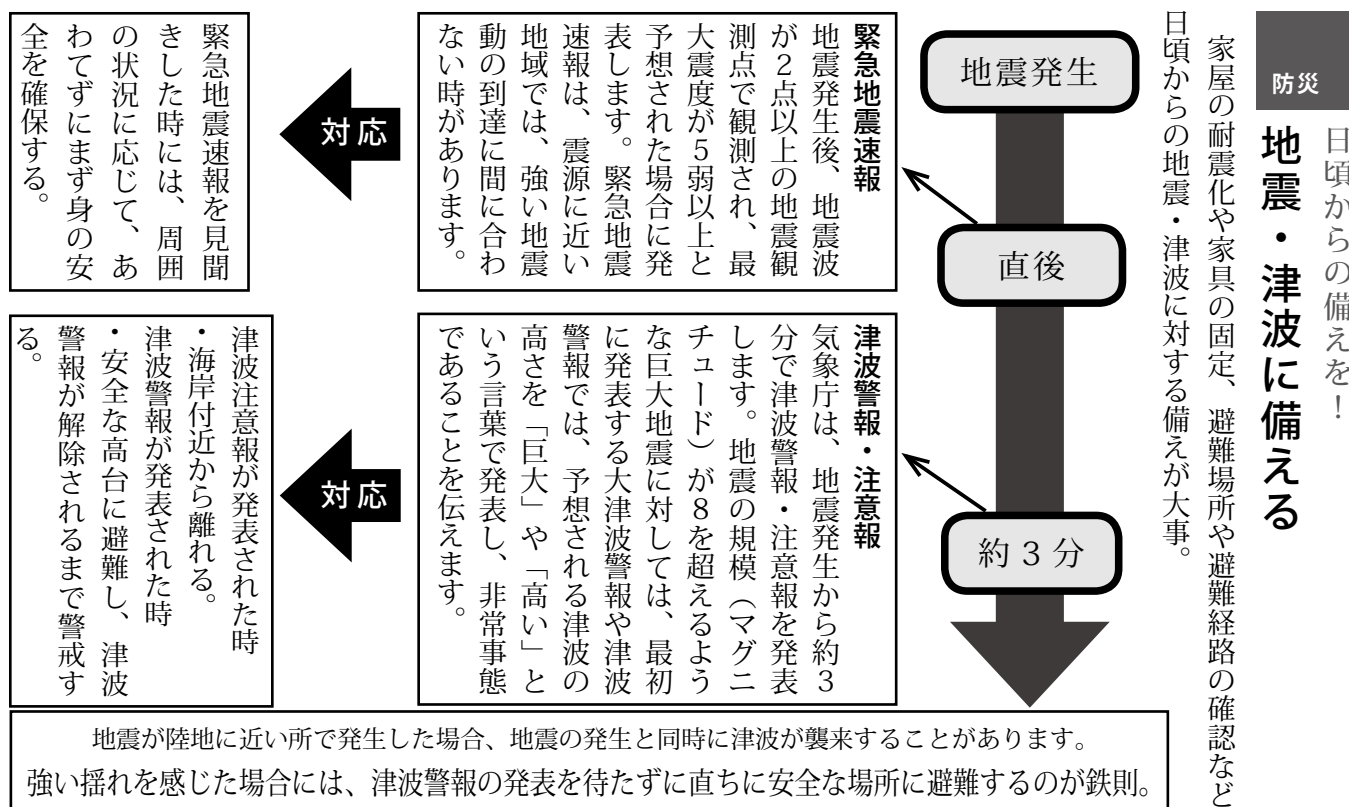 防災
日頃からの備えを！
地震・津波に備える
家屋の耐震化や家具の固定、避難場所や避難経路の確認など
日頃からの地震・津波に対する備えが大事。
地震発生
直後
約3分
緊急地震速報
地震発生後、地震波
が2点以上の地震観
測点で観測され、最
大震度が5弱以上と
予想された場合に発
表します。緊急地震
速報は、震源に近い
地域では、強い地震
動の到達に間に合わ
ない時があります。
対応
緊急地震速報を見聞
きした時には、周囲
の状況に応じて、あ
わてずにまず身の安
全を確保する。
津波警報・注意報
気象庁は、地震発生から約3
分で津波警報・注意報を発表
します。地震の規模（マグニ
チュード）が8を超えるよう
な巨大地震に対しては、最初
に発表する大津波警報や津波
警報では、予想される津波の
高さを「巨大」や「高い」と
いう言葉で発表し、非常事態
であることを伝えます。
対応
津波注意報が発表された時
・海岸付近から離れる。
津波警報が発表された時
・安全な高台に避難し、津波
警報が解除されるまで警戒す
る。
地震が陸地に近い所で発生した場合、地震の発生と同時に津波が襲来することがあります。
強い揺れを感じた場合には、津波警報の発表を待たずに直ちに安全な場所に避難するのが鉄則。